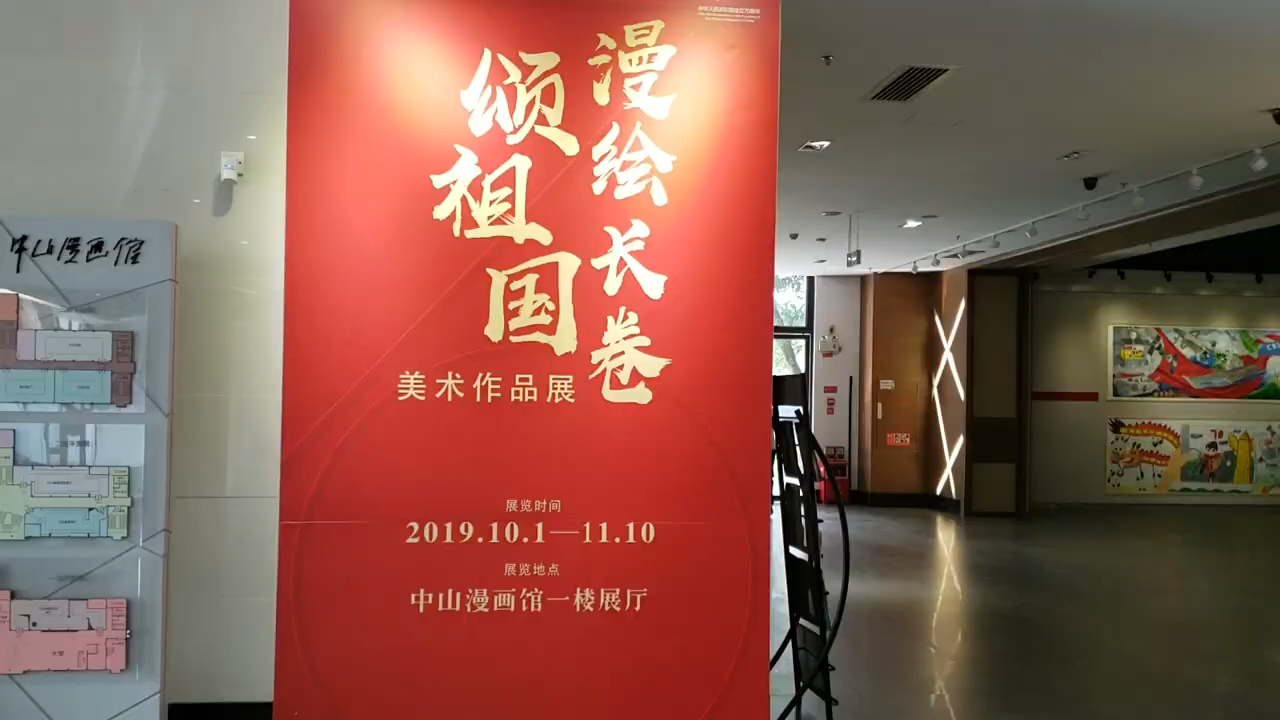 中山漫画馆
漫绘长卷
颂祖国
美术作品展
展览时间
2019.10.1—11.10
展览地点
中山漫画馆一楼展厅